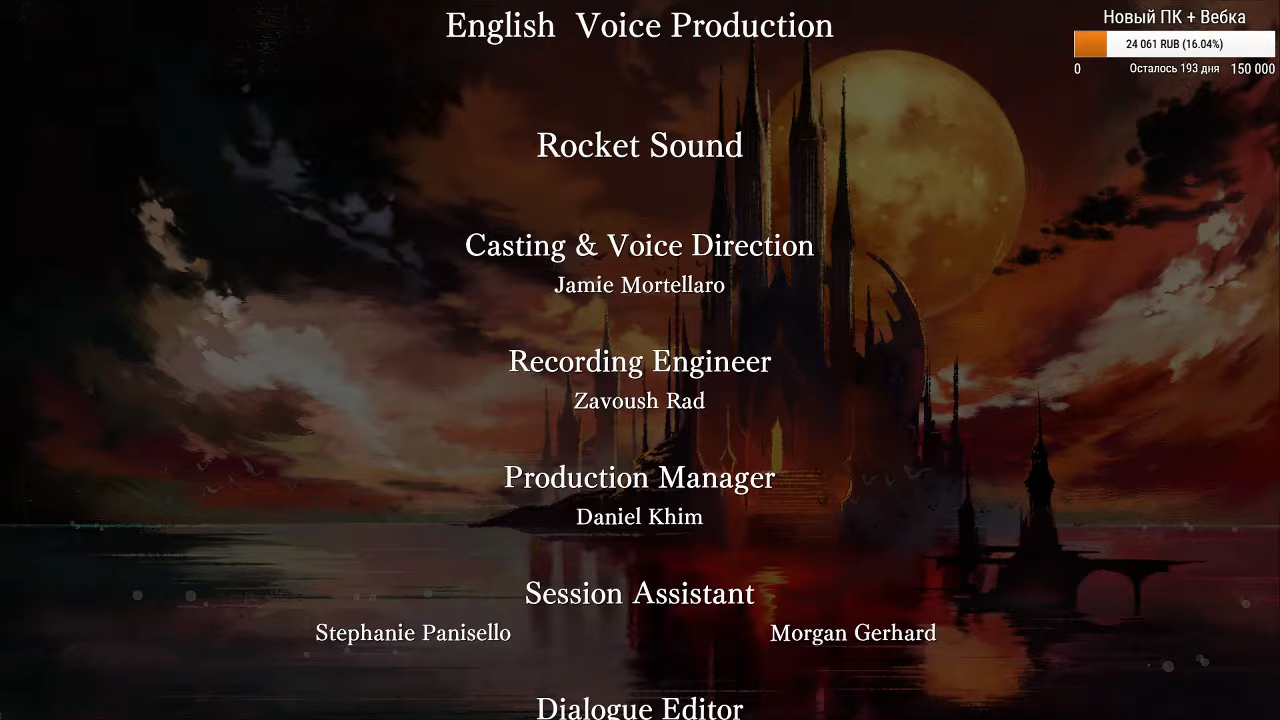 English Voice Production
Новый ПК + Вебка
24 061 RUB (16.04%)
0 Осталось 193 дня 150 000
Rocket Sound
Casting & Voice Direction
Jamie Mortellaro
Recording Engineer
Zavoush Rad
Production Manager
Daniel Khim
Session Assistant
Stephanie Panisello Morgan Gerhard
Dialogue Editor